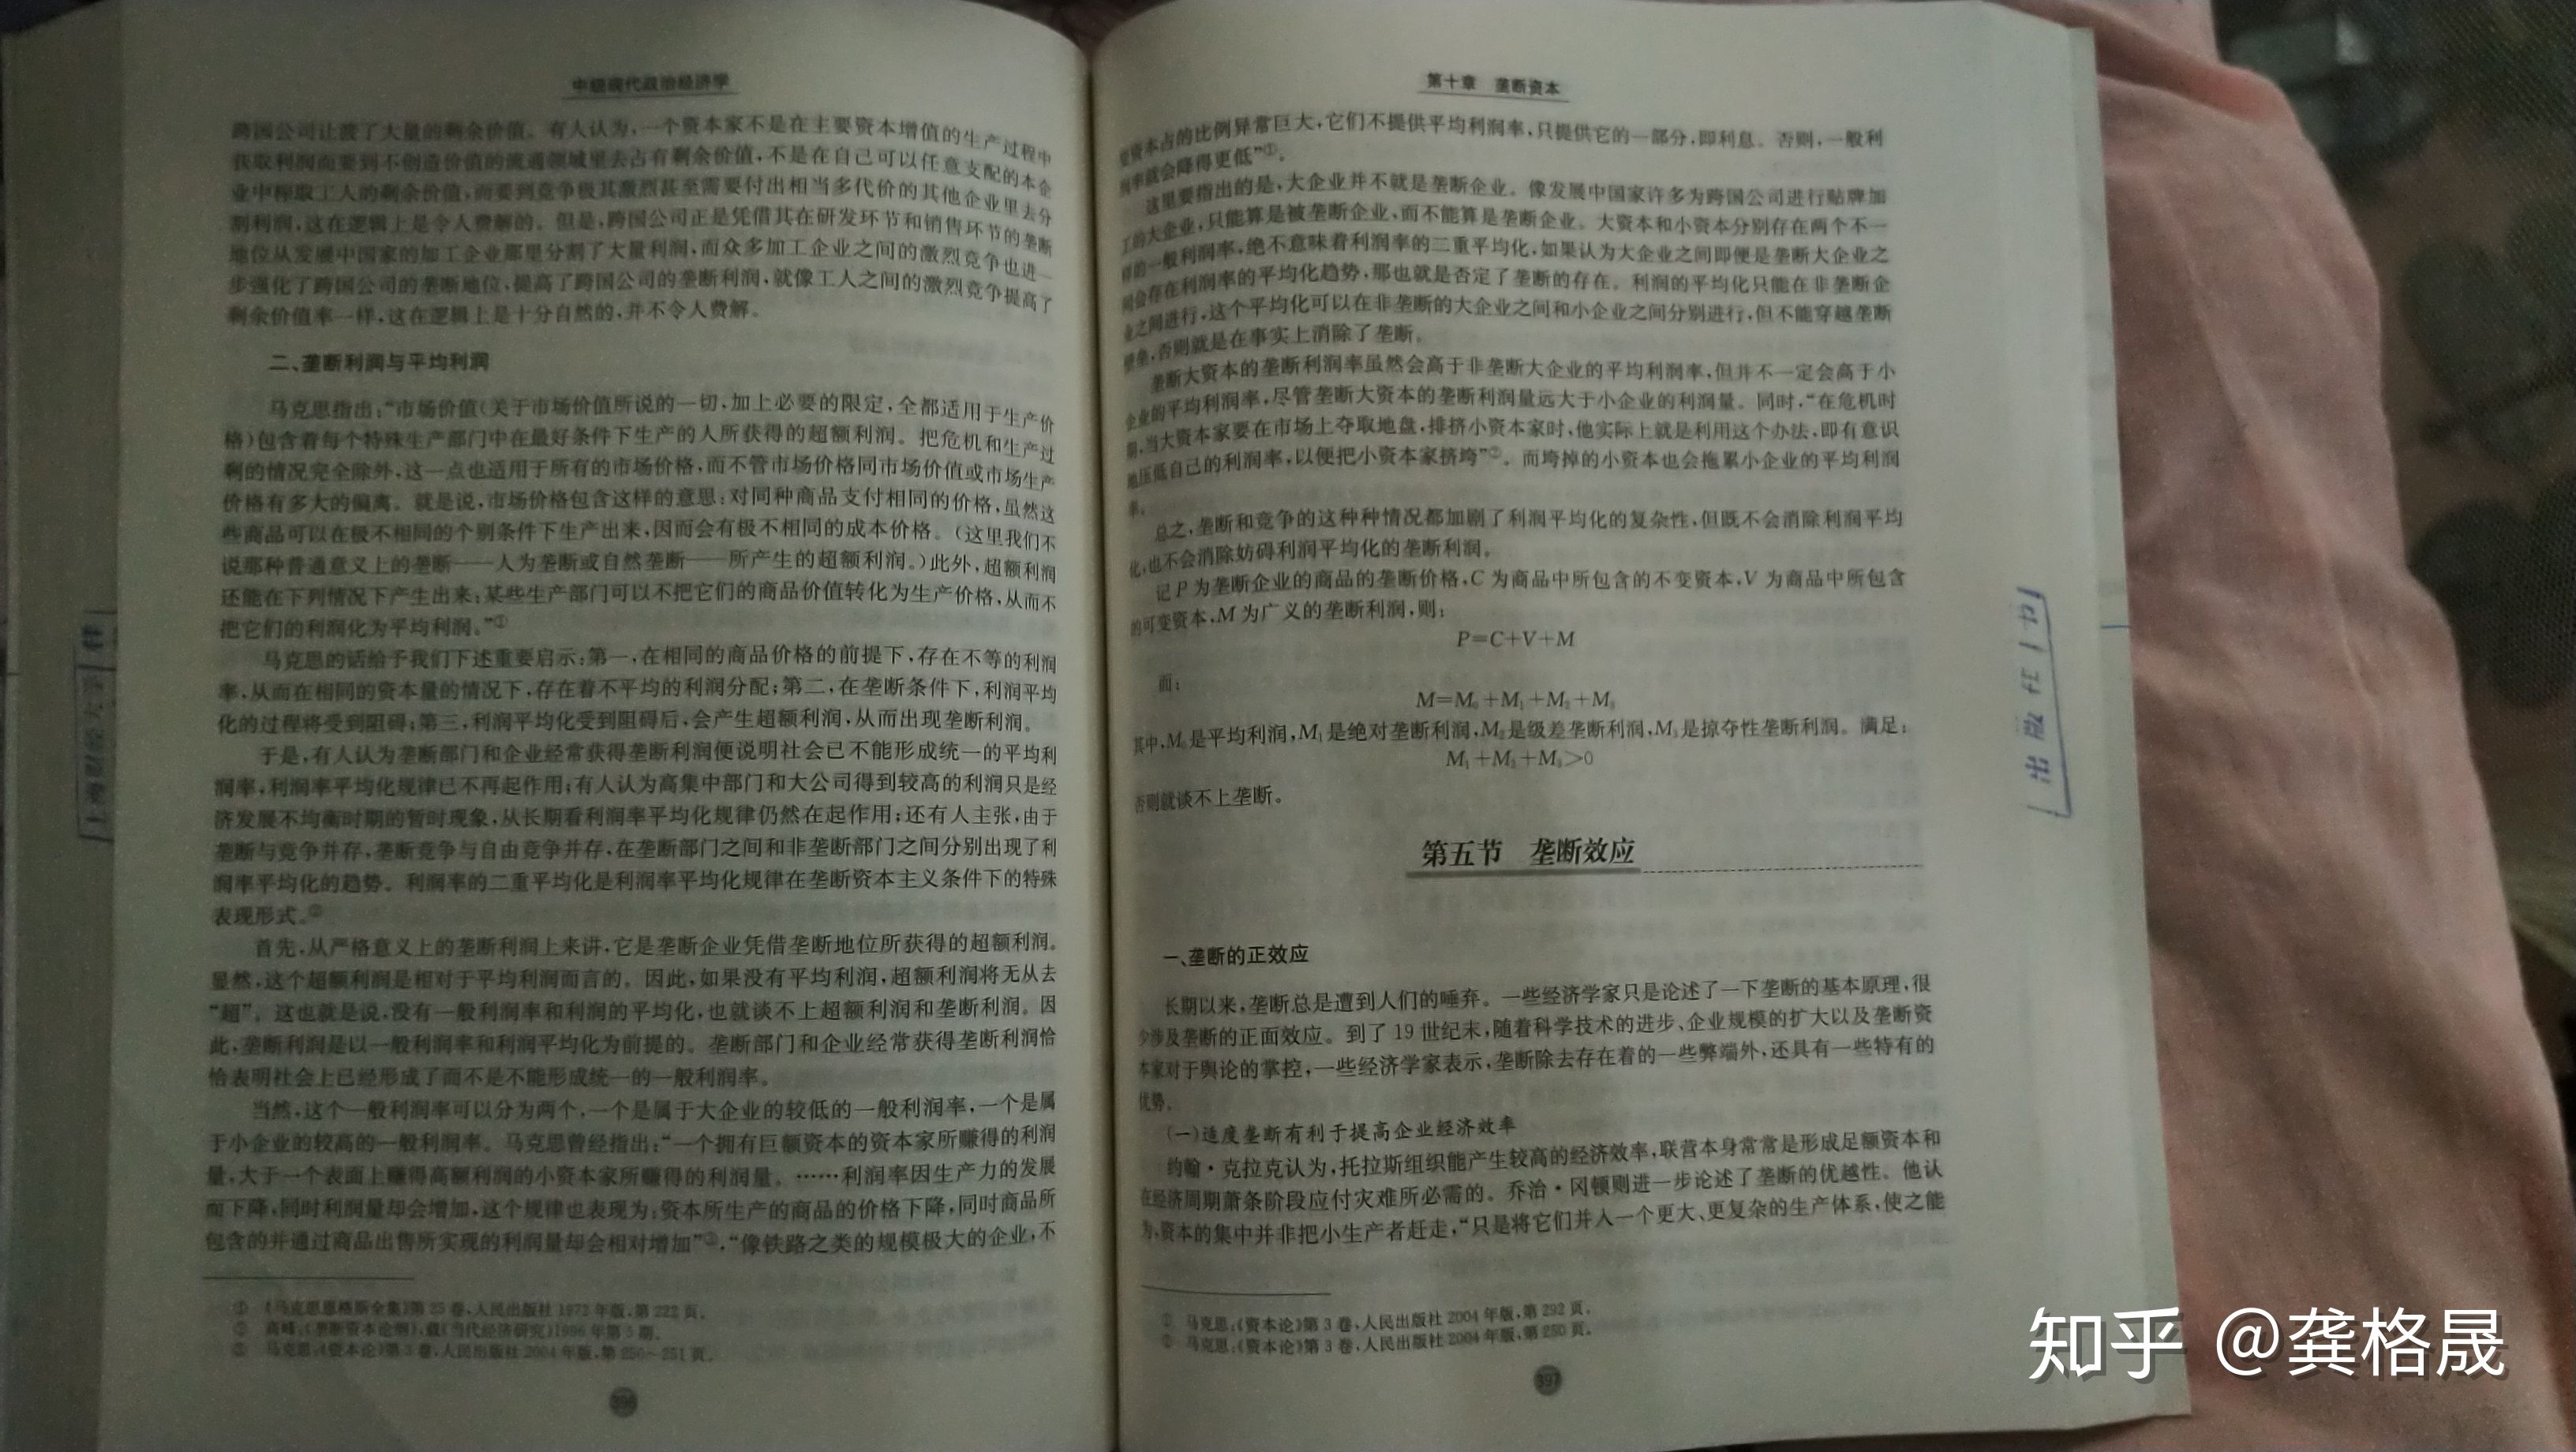 中级现代政治经济学
跨国公司让渡了大量的剩余价值。有人认为,一个资本家不是在主要资本增值的生产过程中
获取利润而要到不创造价值的流通领域里去占有剩余价值,不是在自己可以任意支配的本企
业中榨取工人的剩余价值,而要到竞争极其激烈甚至需要付出相当多代价的其他企业里去分
割利润,这在逻辑上是令人费解的。但是,跨国公司正是凭借其在研发环节和销售环节的垄断
地位从发展中国家的加工企业那里分割了大量利润,而众多加工企业之间的激烈竞争也进一
步强化了跨国公司的垄断地位,提高了跨国公司的垄断利润,就像工人之间的激烈竞争提高了
剩余价值率一样,这在逻辑上是十分自然的,并不令人费解。
二、垄断利润与平均利润
马克思指出:“市场价值(关于市场价值所说的一切,加上必要的限定,全都适用于生产价
格)包含着每个特殊生产部门中在最好条件下生产的人所获得的超额利润。把危机和生产过
剩的情况完全除外,这一点也适用于所有的市场价格,而不管市场价格同市场价值或市场生产
价格有多大的偏离。就是说,市场价格包含这样的意思:对同种商品支付相同的价格,虽然这
些商品可以在极不相同的个别条件下生产出来,因而会有极不相同的成本价格。(这里我们不
说那种普通意义上的垄断——人为垄断或自然垄断——所产生的超额利润。)此外,超额利润
还能在下列情况下产生出来:某些生产部门可以不把它们的商品价值转化为生产价格,从而不
把它们的利润化为平均利润。”①
马克思的话给予我们下述重要启示:第一,在相同的商品价格的前提下,存在不等的利润
率,从而在相同的资本量的情况下,存在着不平均的利润分配;第二,在垄断条件下,利润平均
化的过程将受到阻碍;第三,利润平均化受到阻碍后,会产生超额利润,从而出现垄断利润。
于是,有人认为垄断部门和企业经常获得垄断利润便说明社会已不能形成统一的平均利
润率,利润率平均化规律已不再起作用;有人认为高集中部门和大公司得到较高的利润只是经
济发展不均衡时期的暂时现象,从长期看利润率平均化规律仍然在起作用;还有人主张,由于
垄断与竞争并存,垄断竞争与自由竞争并存,在垄断部门之间和非垄断部门之间分别出现了利
润率平均化的趋势。利润率的二重平均化是利润率平均化规律在垄断资本主义条件下的特殊
表现形式。②
首先,从严格意义上的垄断利润上来讲,它是垄断企业凭借垄断地位所获得的超额利润。
显然,这个超额利润是相对于平均利润而言的。因此,如果没有平均利润,超额利润将无从去
“超”。这也就是说,没有一般利润率和利润的平均化,也就谈不上超额利润和垄断利润。因
此,垄断利润是以一般利润率和利润平均化为前提的。垄断部门和企业经常获得垄断利润恰
恰表明社会上已经形成了而不是不能形成统一的一般利润率。
当然,这个一般利润率可以分为两个,一个是属于大企业的较低的一般利润率,一个是属
于小企业的较高的一般利润率。马克思曾经指出:“一个拥有巨额资本的资本家所赚得的利润
量,大于一个表面上赚得高额利润的小资本家所赚得的利润量。……利润率因生产力的发展
而下降,同时利润量却会增加,这个规律也表现为:资本所生产的商品的价格下降,同时商品所
包含的并通过商品出售所实现的利润量却会相对增加”③,“像铁路之类的规模极大的企业,不
① 《马克思恩格斯全集》第25卷,人民出版社1972年版,第222页。
② 高峰:《垄断资本论纲》,载《当代经济研究》1996年第5期。
③ 马克思:《资本论》第3卷,人民出版社2004年版,第250—251页。
396
第十章 垄断资本
变资本占的比例异常巨大,它们不提供平均利润率,只提供它的一部分,即利息。否则,一般利
润率就会降得更低”①。
这里要指出的是,大企业并不就是垄断企业。像发展中国家许多为跨国公司进行贴牌加
工的大企业,只能算是被垄断企业,而不能算是垄断企业。大资本和小资本分别存在两个不一
样的一般利润率,绝不意味着利润率的二重平均化,如果认为大企业之间即便是垄断大企业之
间会存在利润率的平均化趋势,那也就是否定了垄断的存在。利润的平均化只能在非垄断企
业之间进行,这个平均化可以在非垄断的大企业之间和小企业之间分别进行,但不能穿越垄断
壁垒,否则就是在事实上消除了垄断。
垄断大资本的垄断利润率虽然会高于非垄断大企业的平均利润率,但并不一定会高于小
企业的平均利润率,尽管垄断大资本的垄断利润量远大于小企业的利润量。同时,“在危机时
期,当大资本家要在市场上夺取地盘,排挤小资本家时,他实际上就是利用这个办法,即有意识
地压低自己的利润率,以便把小资本家挤垮”②。而垮掉的小资本也会拖累小企业的平均利润
率。
总之,垄断和竞争的这种种情况都加剧了利润平均化的复杂性,但既不会消除利润平均
化,也不会消除妨碍利润平均化的垄断利润。
记 P 为垄断企业的商品的垄断价格,C 为商品中所包含的不变资本,V 为商品中所包含
的可变资本,M 为广义的垄断利润,则:
P=C+V+M
而:
M=M₀+M₁+M₂+M₃
其中,M₀是平均利润,M₁是绝对垄断利润,M₂是级差垄断利润,M₃是掠夺性垄断利润。满足:
M₁+M₂+M₃>0
否则就谈不上垄断。
第五节 垄断效应
一、垄断的正效应
长期以来,垄断总是遭到人们的唾弃。一些经济学家只是论述了一下垄断的基本原理,很
少涉及垄断的正面效应。到了19世纪末,随着科学技术的进步、企业规模的扩大以及垄断资
本家对于舆论的掌控,一些经济学家表示,垄断除去存在着的一些弊端外,还具有一些特有的
优势。
(一)适度垄断有利于提高企业经济效率
约翰·克拉克认为,托拉斯组织能产生较高的经济效率,联营本身常常是形成足额资本和
在经济周期萧条阶段应付灾难所必需的。乔治·冈顿则进一步论述了垄断的优越性。他认
为,资本的集中并非把小生产者赶走,“只是将它们并入一个更大、更复杂的生产体系,使之能
① 马克思:《资本论》第3卷,人民出版社2004年版,第292页。
② 马克思:《资本论》第3卷,人民出版社2004年版,第250页。
397
知乎 @龚格晟